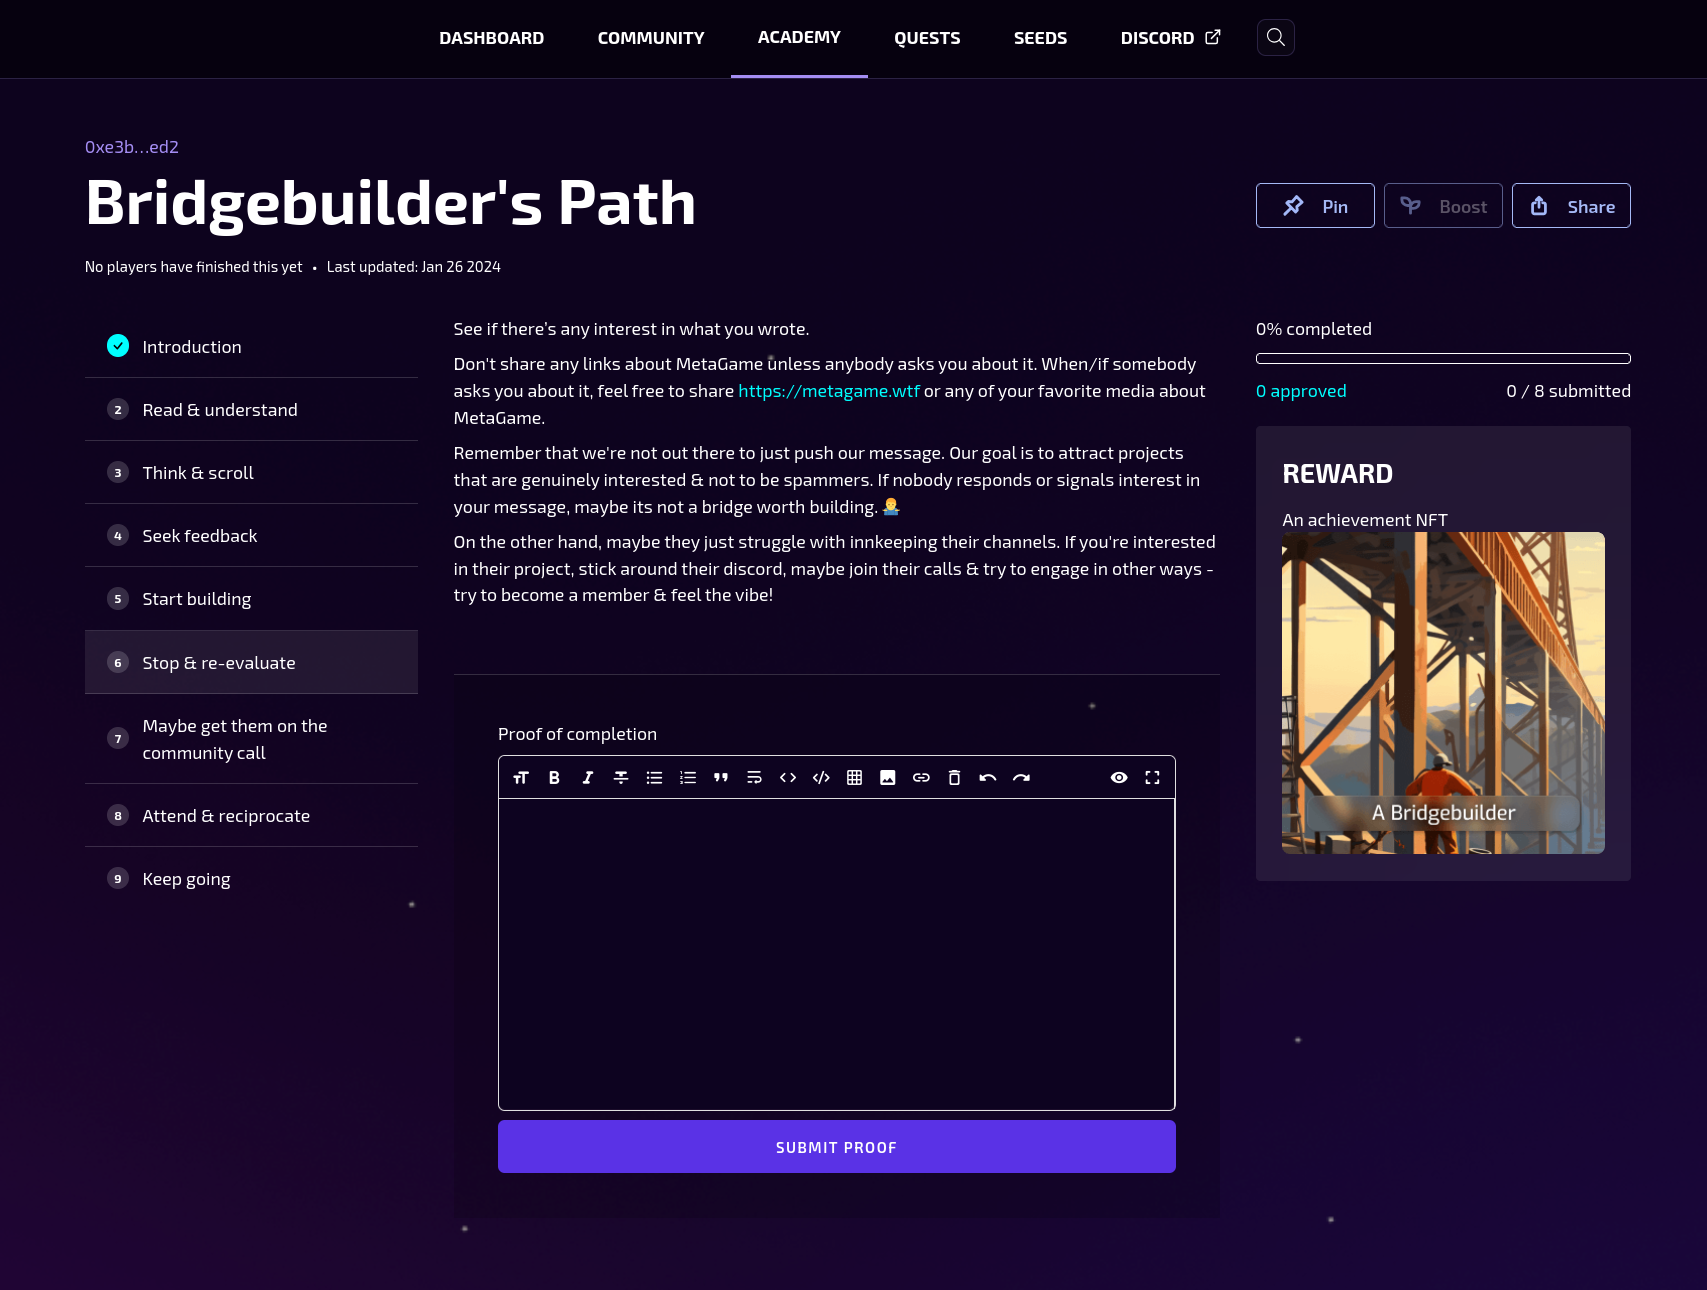 DASHBOARD COMMUNITY ACADEMY QUESTS SEEDS DISCORD
0xe3b...ed2
Bridgebuilder's Path
Pin Boost Share
No players have finished this yet • Last updated: Jan 26 2024
Introduction
2 Read & understand
3 Think & scroll
4 Seek feedback
5 Start building
6 Stop & re-evaluate
7 Maybe get them on the
community call
8 Attend & reciprocate
9 Keep going
See if there's any interest in what you wrote.
Don't share any links about MetaGame unless anybody asks you about it. When/if somebody
asks you about it, feel free to share https://metagame.wtf or any of your favorite media about
MetaGame.
Remember that we're not out there to just push our message. Our goal is to attract projects
that are genuinely interested & not to be spammers. If nobody responds or signals interest in
your message, maybe its not a bridge worth building. 🤷‍♂️
On the other hand, maybe they just struggle with innkeeping their channels. If you're interested
in their project, stick around their discord, maybe join their calls & try to engage in other ways -
try to become a member & feel the vibe!
Proof of completion
SUBMIT PROOF
0% completed
0 approved 0 / 8 submitted
REWARD
An achievement NFT
A Bridgebuilder